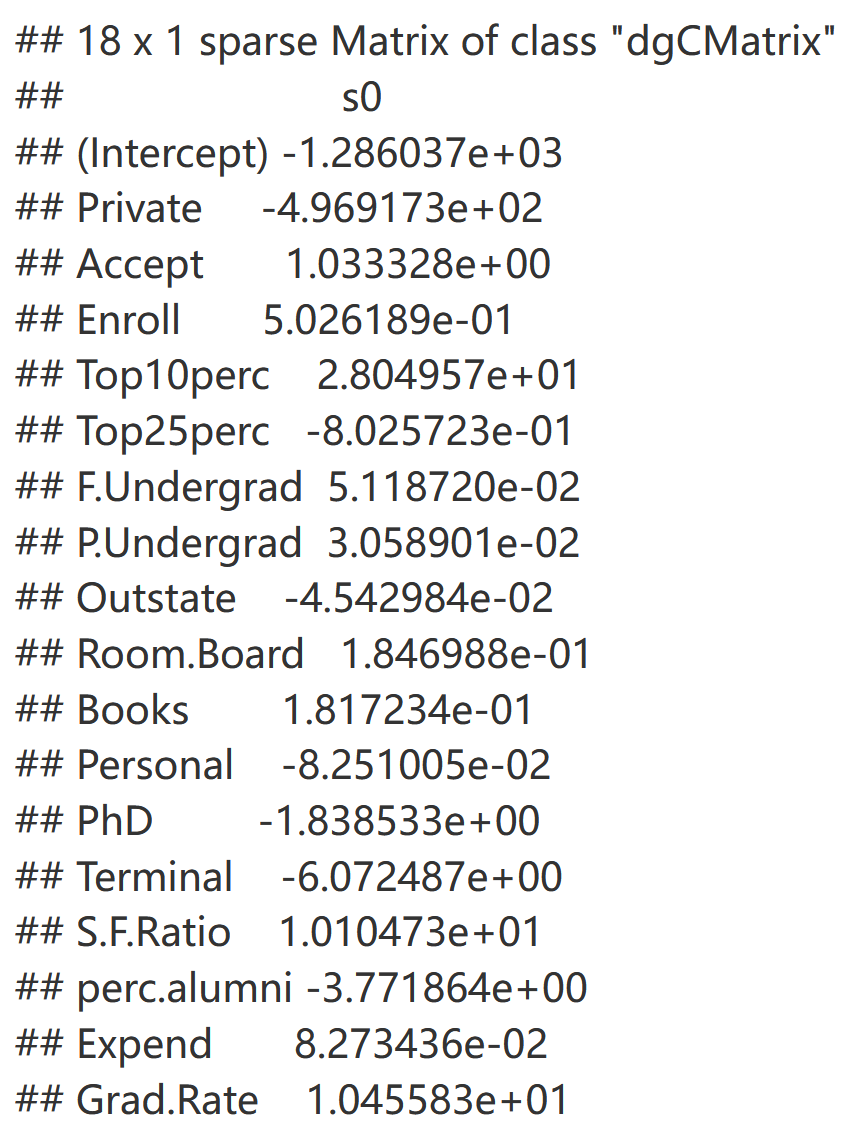 ## 18 x 1 sparse Matrix of class "dgCMatrix"
## s0
## (Intercept) -1.286037e+03
## Private -4.969173e+02
## Accept 1.033328e+00
## Enroll 5.026189e-01
## Top10perc 2.804957e+01
## Top25perc -8.025723e-01
## F.Undergrad 5.118720e-02
## P.Undergrad 3.058901e-02
## Outstate -4.542984e-02
## Room.Board 1.846988e-01
## Books 1.817234e-01
## Personal -8.251005e-02
## PhD -1.838533e+00
## Terminal -6.072487e+00
## S.F.Ratio 1.010473e+01
## perc.alumni -3.771864e+00
## Expend 8.273436e-02
## Grad.Rate 1.045583e+01